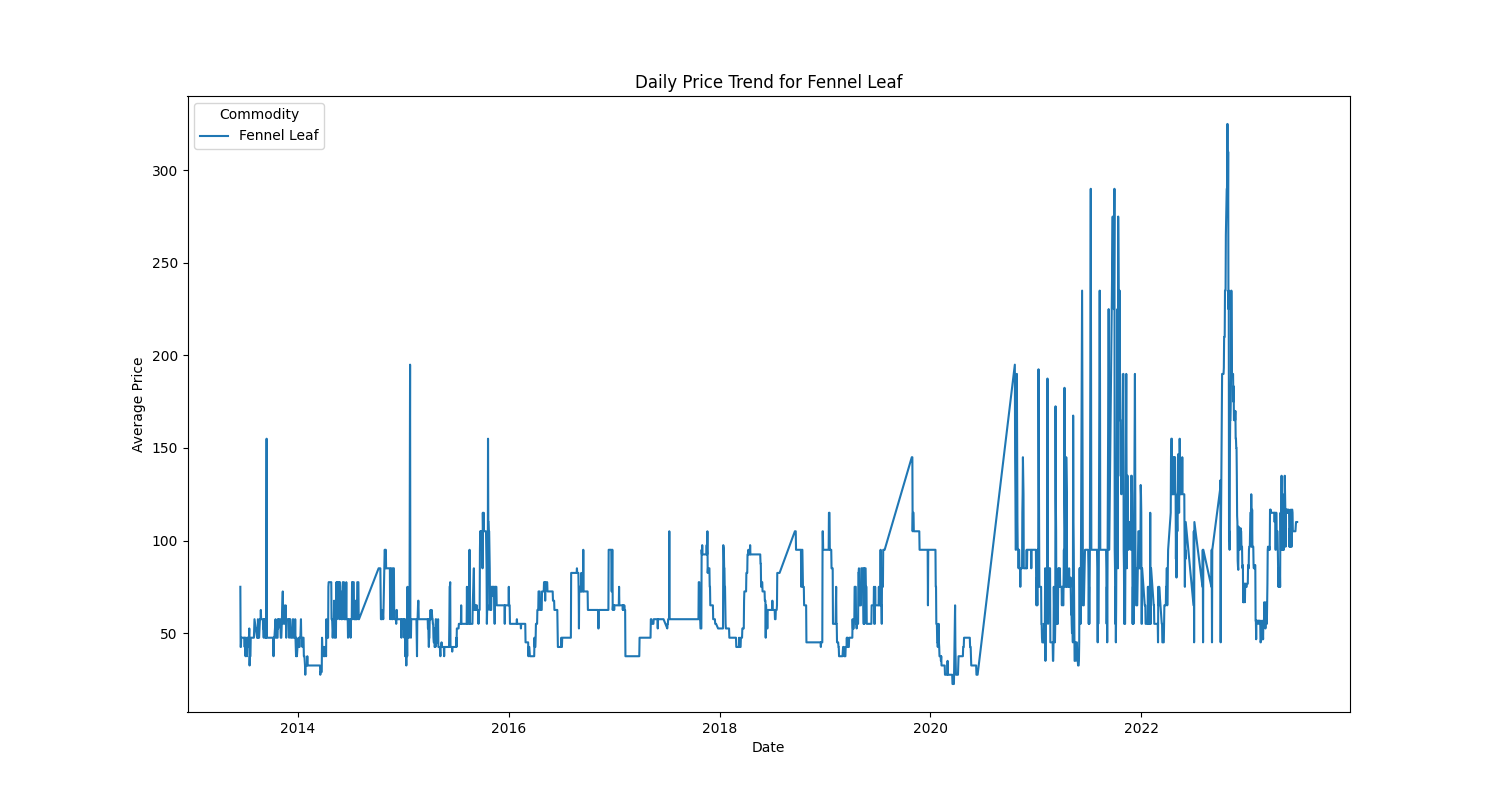 Daily Price Trend for Fennel Leaf
Commodity
Fennel Leaf
Average Price
300
250
200
150
100
50
2014
2016
2018
2020
2022
Date